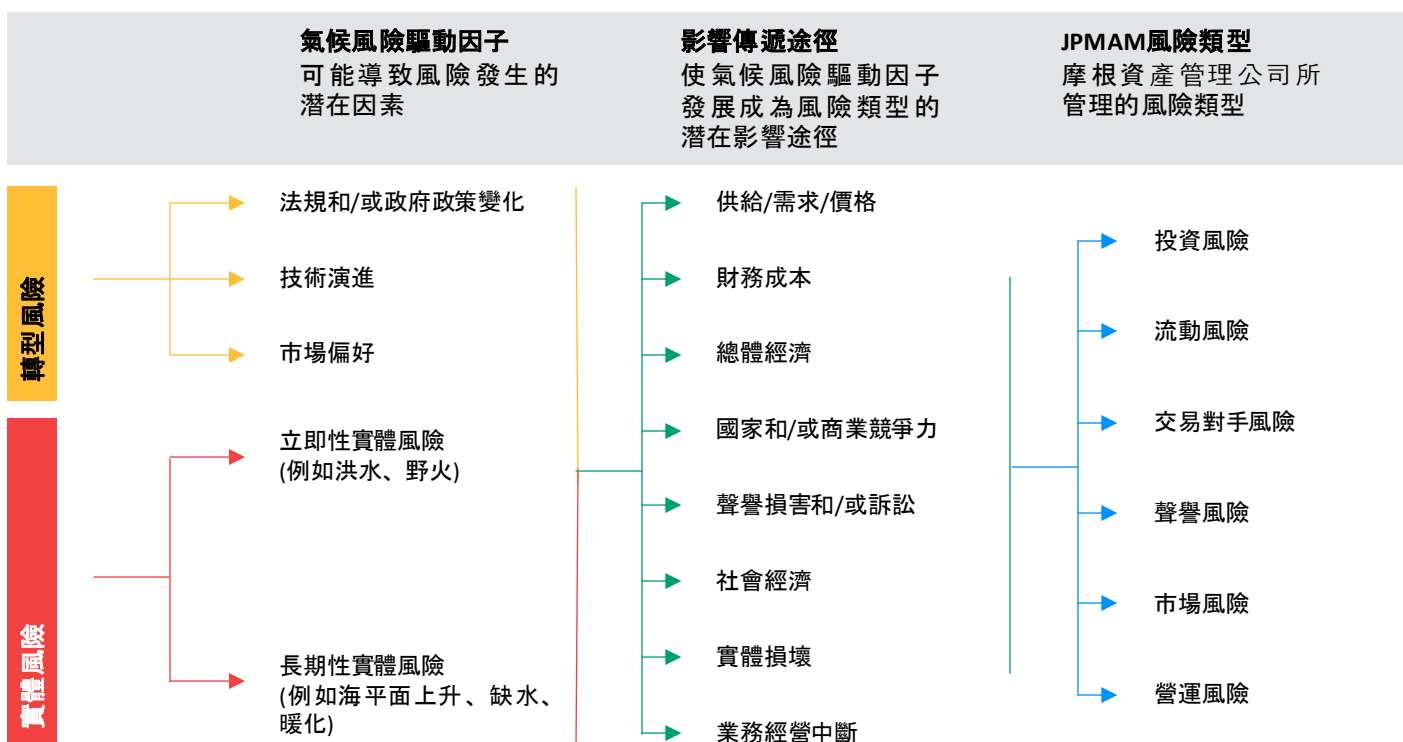 氣候風險驅動因子
可能導致風險發生的
潛在因素
影響傳遞途徑
使氣候風險驅動因子
發展成為風險類型的
潛在影響途徑
JPMAM風險類型
摩根資產管理公司所
管理的風險類型
轉型風險
法規和/或政府政策變化
技術演進
市場偏好
實體風險
立即性實體風險
(例如洪水、野火)
長期性實體風險
(例如海平面上升、缺水、
暖化)
供給/需求/價格
財務成本
總體經濟
國家和/或商業競爭力
聲譽損害和/或訴訟
社會經濟
實體損壞
業務經營中斷
投資風險
流動風險
交易對手風險
聲譽風險
市場風險
營運風險